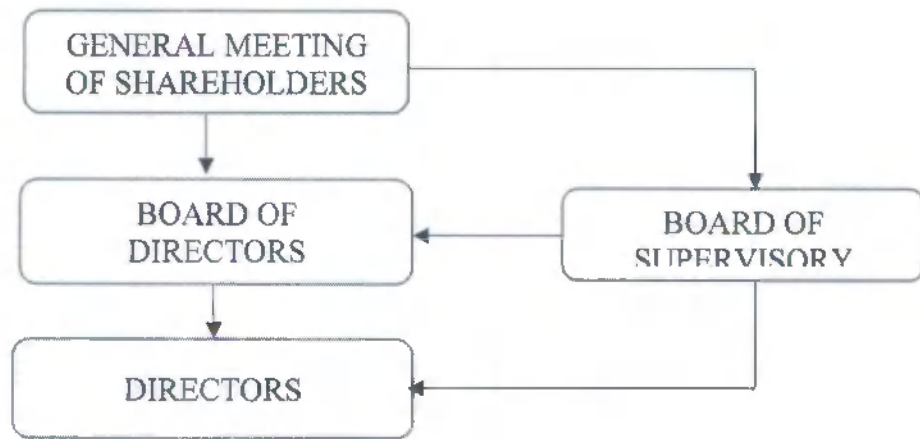 GENERAL MEETING
OF SHAREHOLDERS
BOARD OF
DIRECTORS
BOARD OF
SUPERVISORY
DIRECTORS